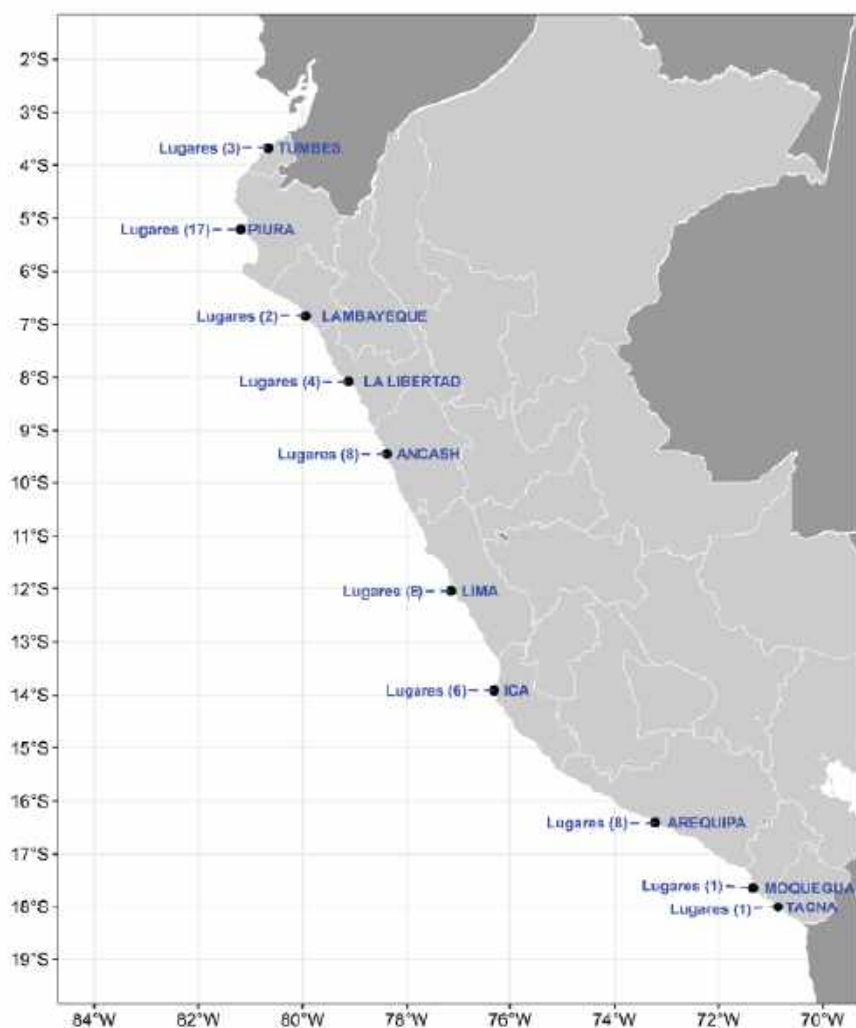 2°S
3°S
Lugares (3) TUMBES
4°S
5°S
Lugares (17) PIURA
6°S
Lugares (2) LAMBAYEQUE
7°S
8°S
Lugares (4) LA LIBERTAD
9°S
Lugares (8) ANCASH
10°S
11°S
12°S
Lugares (8) LIMA
13°S
14°S
Lugares (6) ICA
15°S
16°S
Lugares (8) AREQUIPA
17°S
Lugares (1) MOQUEGUA
18°S
Lugares (1) TACNA
19°S
84°W 82°W 80°W 78°W 76°W 74°W 72°W 70°W